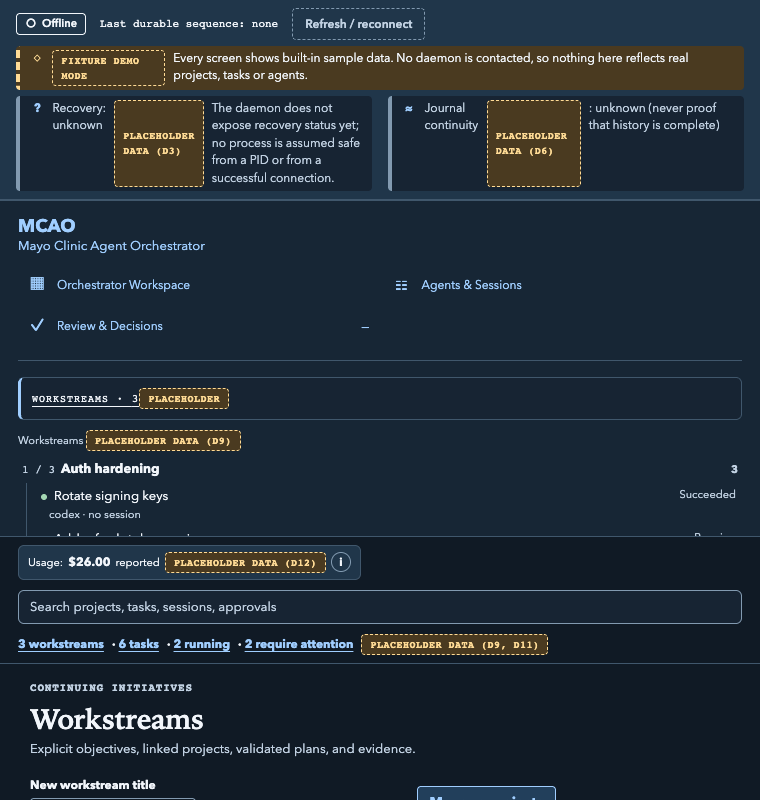 Offline Last durable sequence: none Refresh / reconnect
FIXTURE DEMO
MODE
Every screen shows built-in sample data. No daemon is contacted, so nothing here reflects real
projects, tasks or agents.
? Recovery:
unknown
PLACEHOLDER
DATA (D3)
The daemon does not
expose recovery status yet;
no process is assumed safe
from a PID or from a
successful connection.
≈ Journal
continuity
PLACEHOLDER
DATA (D6)
: unknown (never proof
that history is complete)
MCAO
Mayo Clinic Agent Orchestrator
Orchestrator Workspace
Agents & Sessions
Review & Decisions —
WORKSTREAMS · 3 PLACEHOLDER
Workstreams PLACEHOLDER DATA (D9)
1 / 3 Auth hardening 3
Rotate signing keys Succeeded
codex · no session
Usage: $26.00 reported PLACEHOLDER DATA (D12) i
Search projects, tasks, sessions, approvals
3 workstreams · 6 tasks · 2 running · 2 require attention PLACEHOLDER DATA (D9, D11)
CONTINUING INITIATIVES
Workstreams
Explicit objectives, linked projects, validated plans, and evidence.
New workstream title